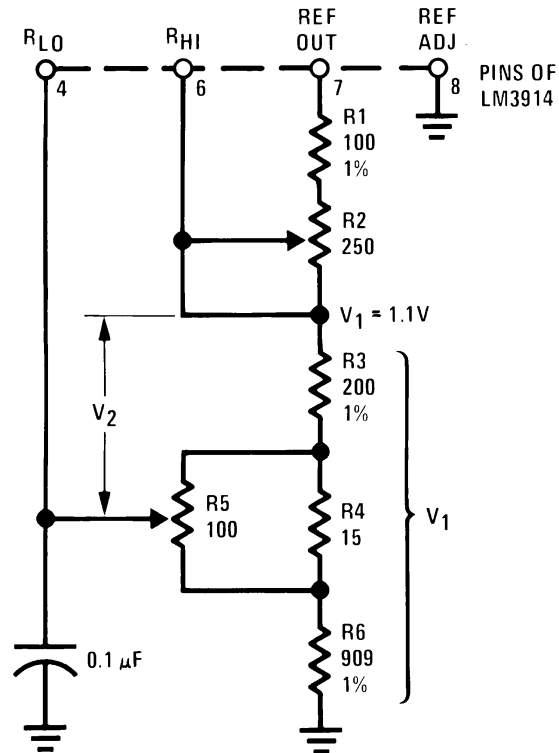 RLO
RHI
REF
OUT
REF
ADJ
4
6
7
8
PINS OF
LM3914
R1
100
1%
R2
250
V1 = 1.1V
R3
200
1%
V2
R5
100
R4
15
V1
R6
909
1%
0.1 μF